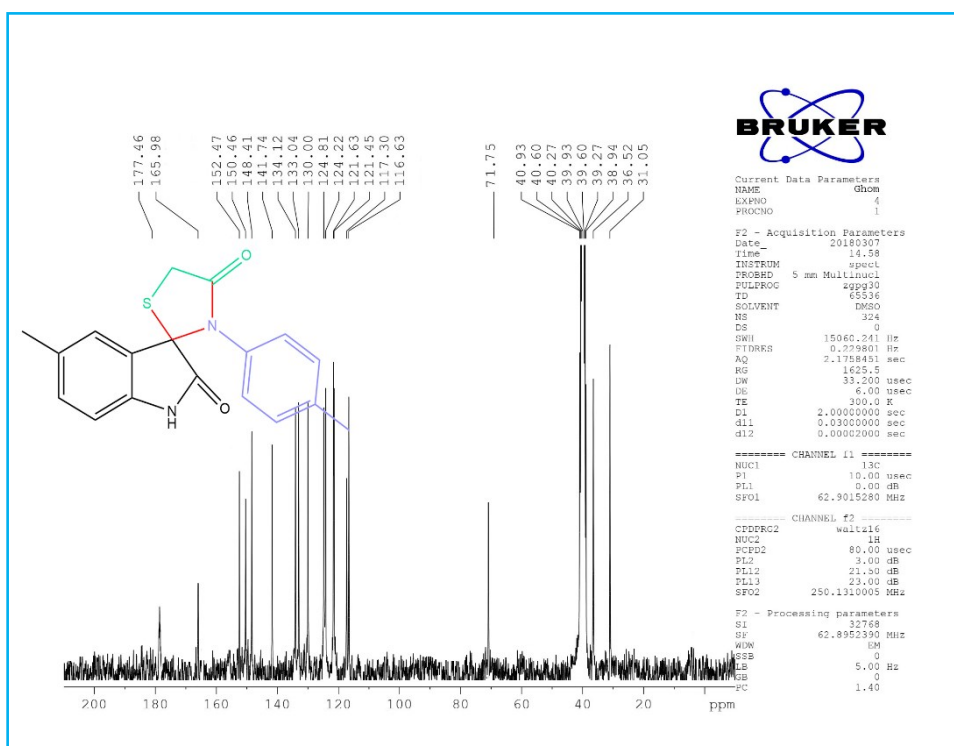 177.46
165.98
152.47
150.46
148.41
141.74
134.12
133.04
130.00
124.81
124.22
121.63
121.45
117.30
116.63
71.75
40.93
40.60
40.27
39.93
39.60
39.27
38.94
36.52
31.05
BRUKER
Current Data Parameters
NAME Ghom
EXPNO 4
PROCNO 1
F2 - Acquisition Parameters
Date_ 20180307
Time 14.58
INSTRUM spect
PROBHD 5 mm Multinucl
PULPROG zgpg30
TD 65536
SOLVENT DMSO
NS 324
DS 0
SWH 15060.241 Hz
FIDRES 0.229801 Hz
AQ 2.1758451 sec
RG 1625.5
DW 33.200 usec
DE 6.00 usec
TE 300.0 K
D1 2.00000000 sec
d11 0.03000000 sec
d12 0.00002000 sec
======== CHANNEL f1 ========
NUC1 13C
P1 10.00 usec
PL1 0.00 dB
SFO1 62.9015280 MHz
======== CHANNEL f2 ========
CPDPRG2 waltz16
NUC2 1H
PCPD2 80.00 usec
PL2 3.00 dB
PL12 21.50 dB
PL13 23.00 dB
SFO2 250.1310005 MHz
F2 - Processing parameters
SI 32768
SF 62.8952390 MHz
WDW EM
SSB 0
LB 5.00 Hz
GB 0
PC 1.40
O
S
N
O
N
H
200 180 160 140 120 100 80 60 40 20 ppm